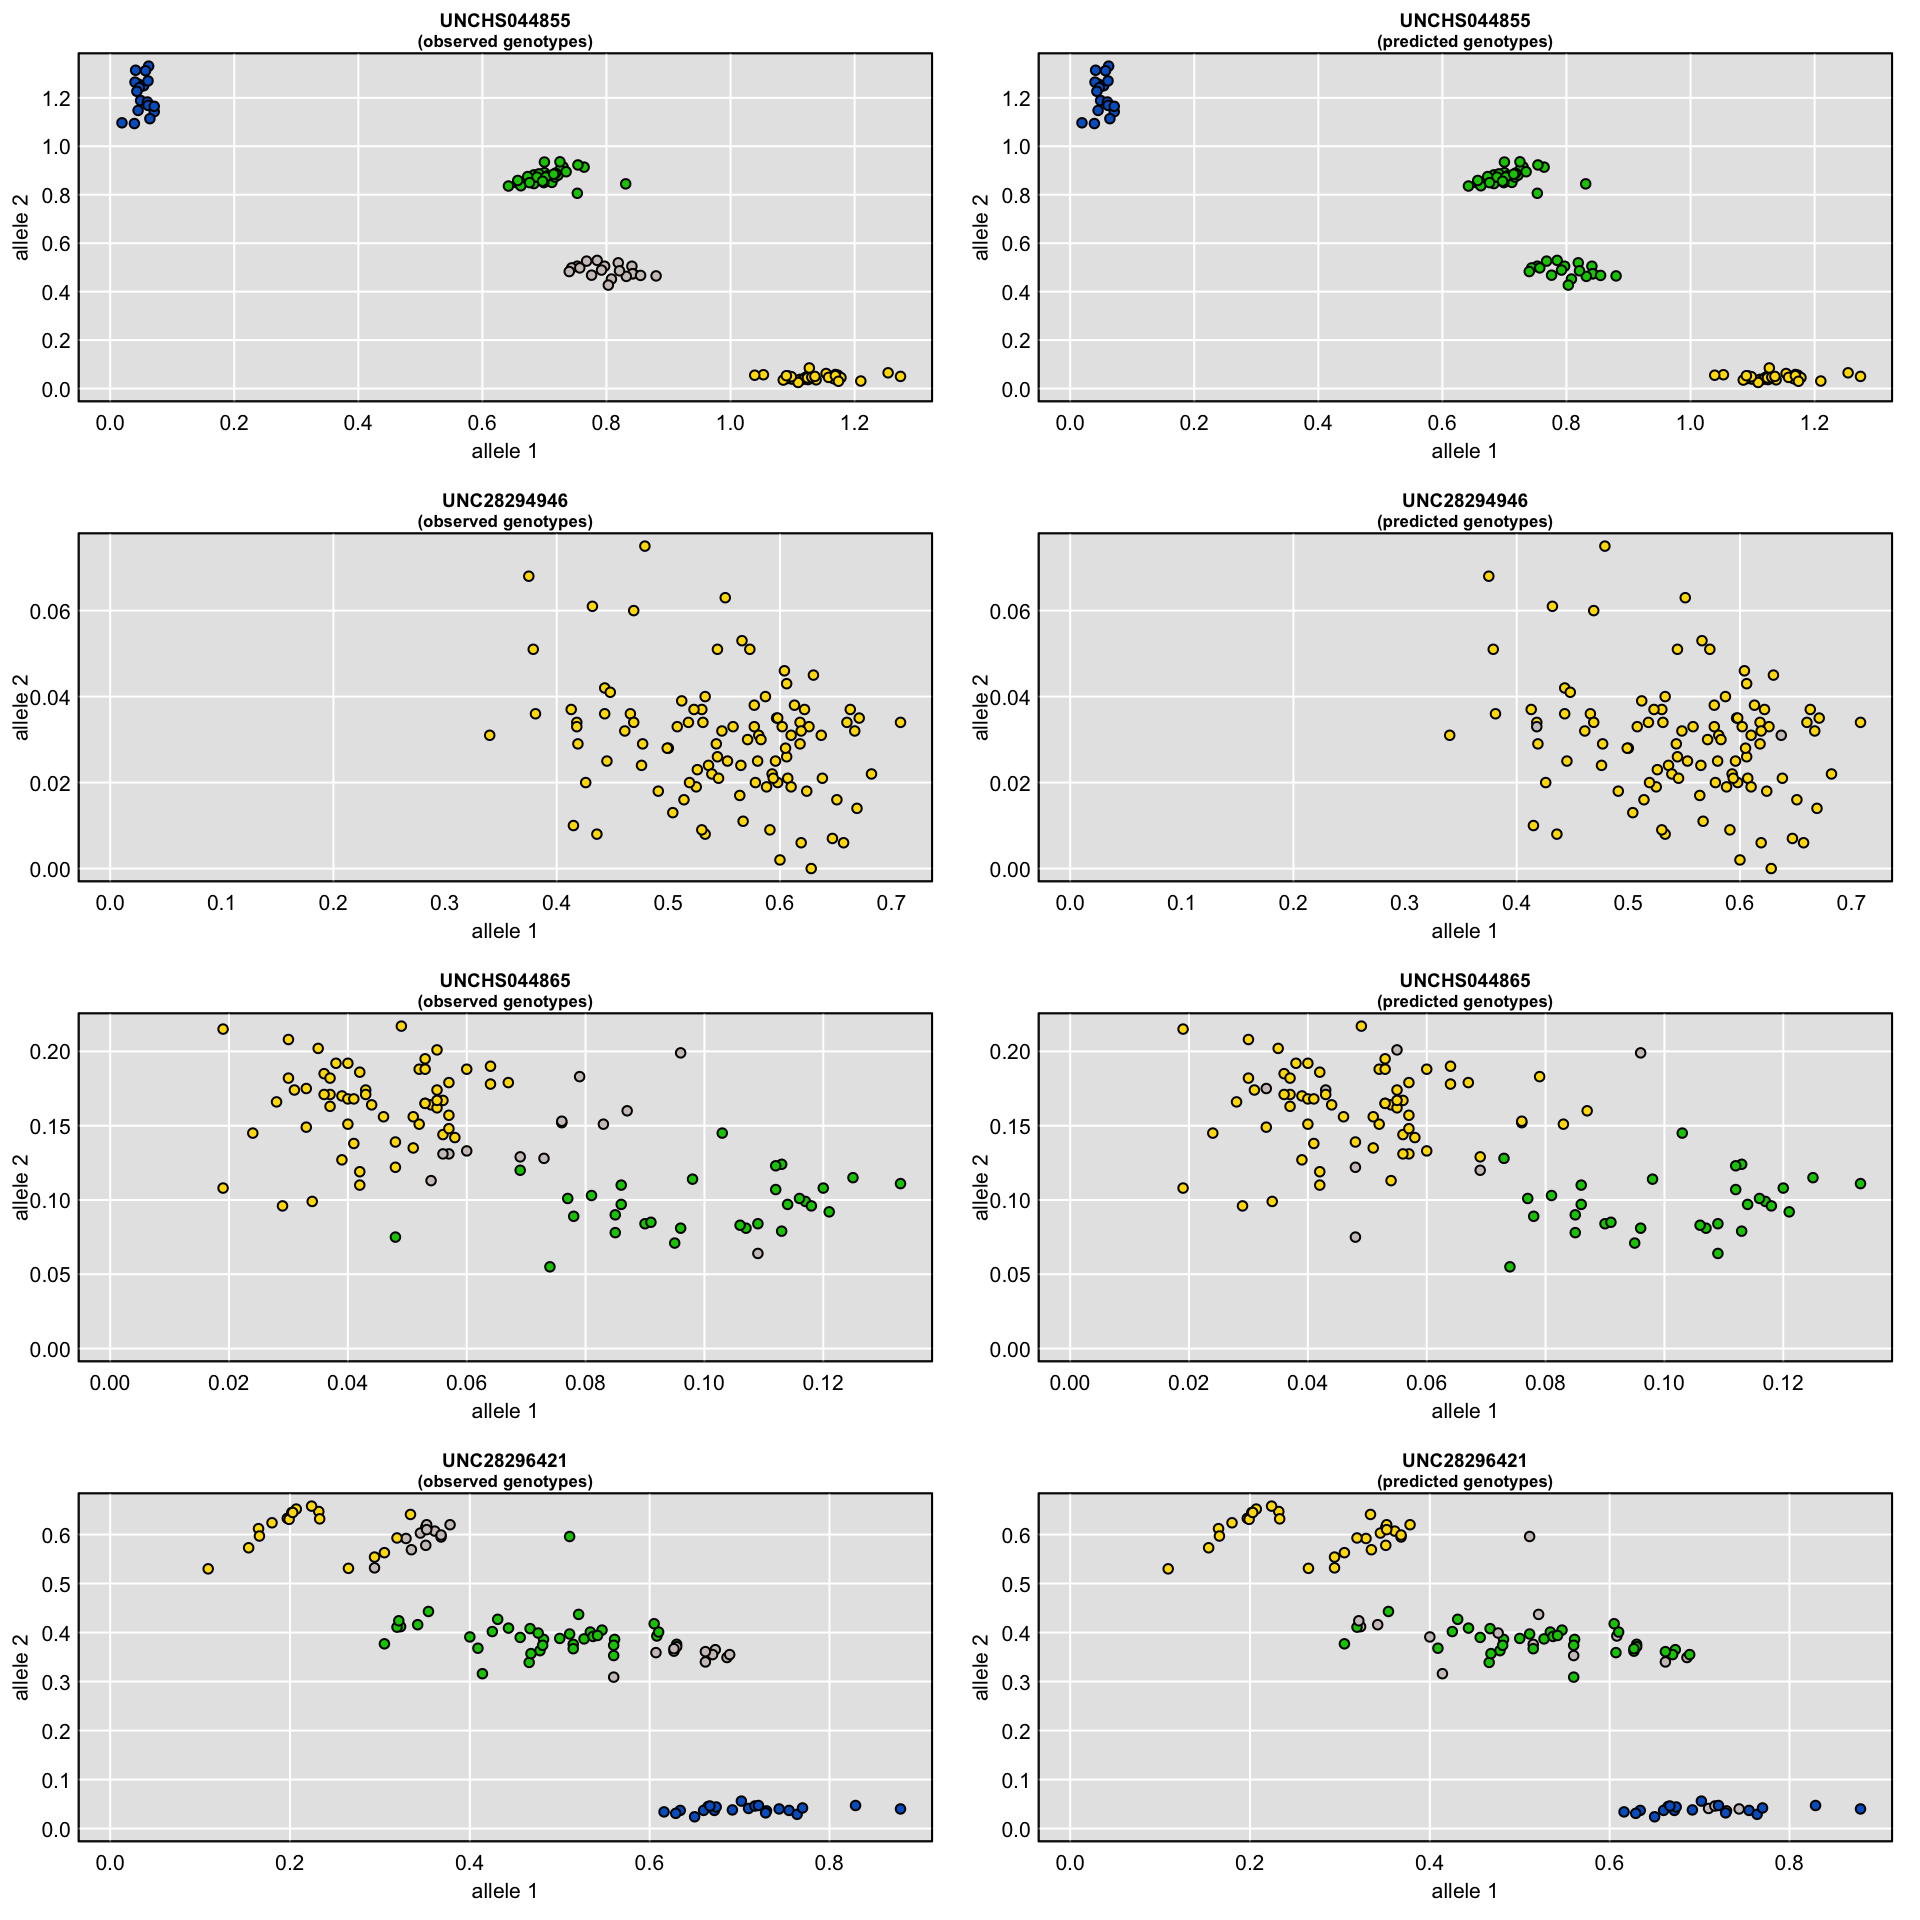 UNCHS044855
(observed genotypes)
allele 2
1.2
1.0
0.8
0.6
0.4
0.2
0.0
0.0 0.2 0.4 0.6 0.8 1.0 1.2
allele 1
UNCHS044855
(predicted genotypes)
allele 2
1.2
1.0
0.8
0.6
0.4
0.2
0.0
0.0 0.2 0.4 0.6 0.8 1.0 1.2
allele 1
UNC28294946
(observed genotypes)
allele 2
0.06
0.04
0.02
0.00
0.0 0.1 0.2 0.3 0.4 0.5 0.6 0.7
allele 1
UNC28294946
(predicted genotypes)
allele 2
0.06
0.04
0.02
0.00
0.0 0.1 0.2 0.3 0.4 0.5 0.6 0.7
allele 1
UNCHS044865
(observed genotypes)
allele 2
0.20
0.15
0.10
0.05
0.00
0.00 0.02 0.04 0.06 0.08 0.10 0.12
allele 1
UNCHS044865
(predicted genotypes)
allele 2
0.20
0.15
0.10
0.05
0.00
0.00 0.02 0.04 0.06 0.08 0.10 0.12
allele 1
UNC28296421
(observed genotypes)
allele 2
0.6
0.5
0.4
0.3
0.2
0.1
0.0
0.0 0.2 0.4 0.6 0.8
allele 1
UNC28296421
(predicted genotypes)
allele 2
0.6
0.5
0.4
0.3
0.2
0.1
0.0
0.0 0.2 0.4 0.6 0.8
allele 1